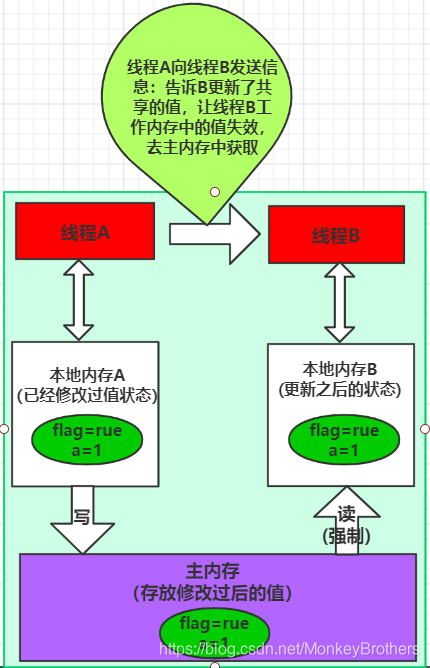 线程A向线程B发送信
息：告诉B更新了共
享的值，让线程B工
作内存中的值失效，
去主内存中获取
线程A
线程B
本地内存A
(已经修改过值状态)
flag=rue
a=1
本地内存B
(更新之后的状态)
flag=rue
a=1
写
读
(强制)
主内存
（存放修改过后的值）
flag=rue
a=1
https://blog.csdn.net/MonkeyBrothers